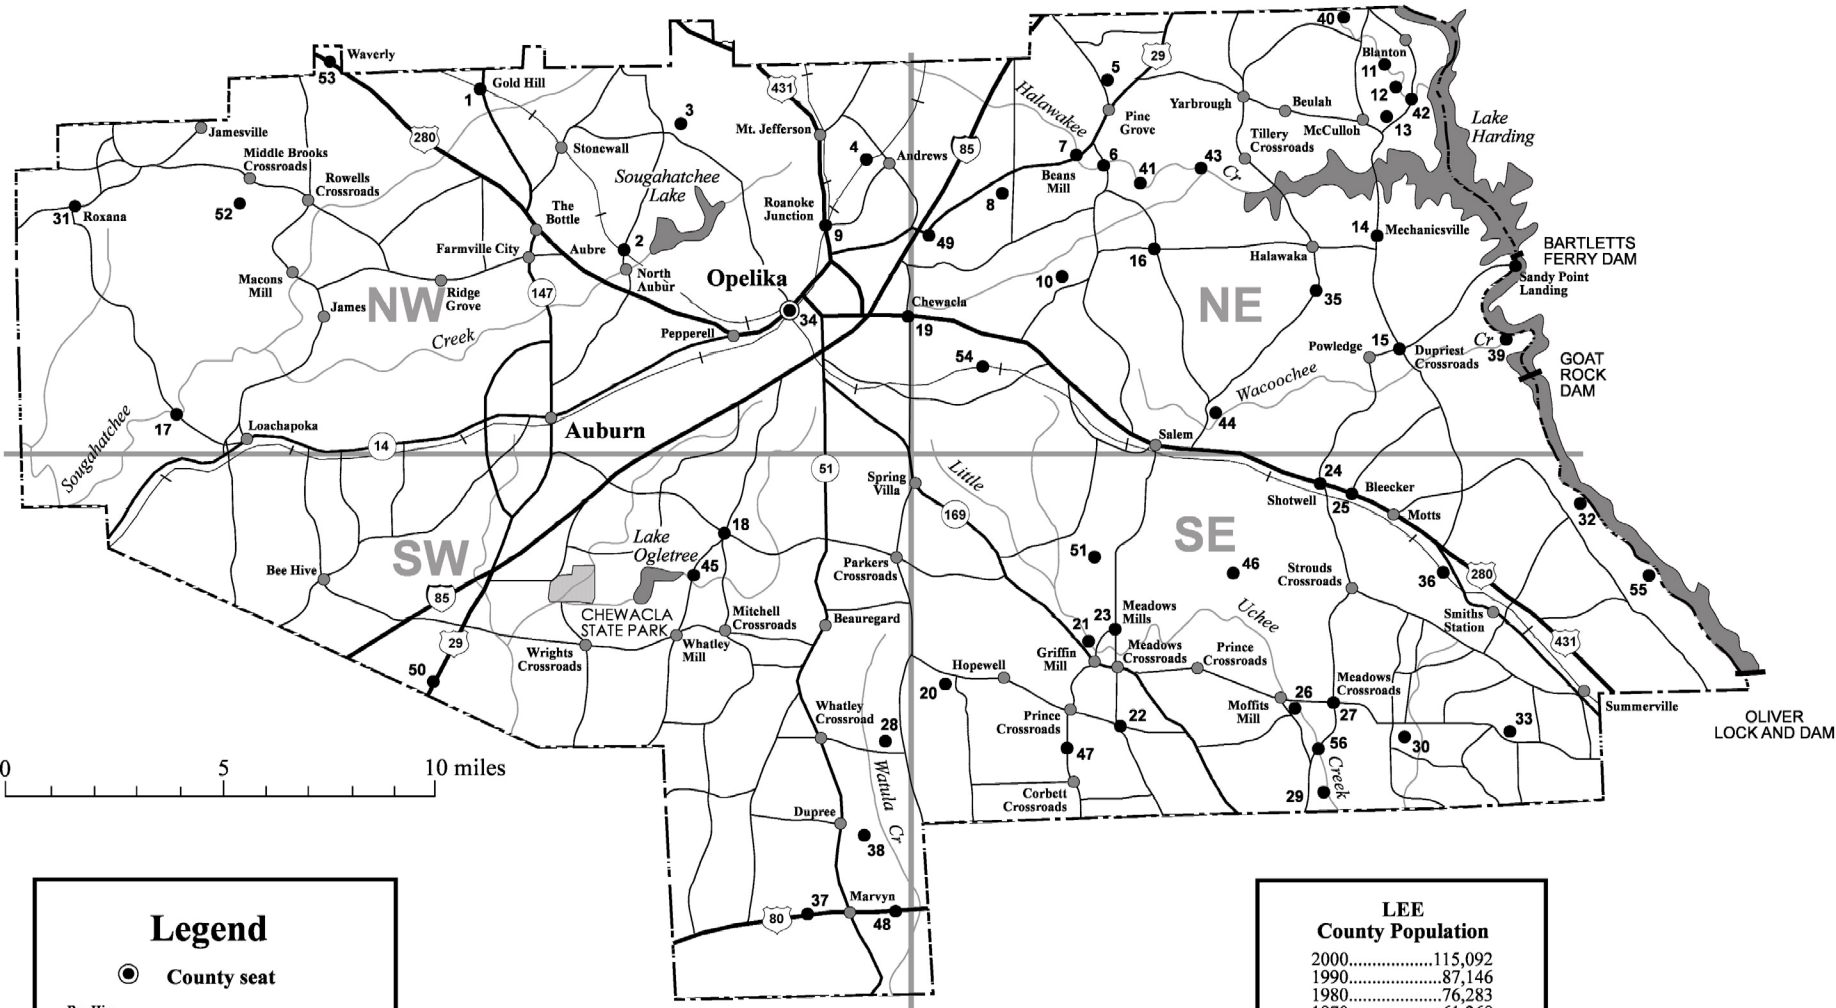 40
Waverly
53
Gold Hill
1
431
29
5
Blanton
11
12
42
13
3
Halawakee
Pine
Grove
Yarbrough
Beulah
McCulloh
Lake
Harding
Jamesville
280
Stonewall
Mt. Jefferson
4
Andrews
85
7
6
Beans
Mill
41
43
Cr
Tillery
Crossroads
Middle Brooks
Crossroads
Rowells
Crossroads
Sougahatchee
Lake
31
Roxana
52
The
Bottle
Roanoke
Junction
9
49
8
14
Mechanicsville
Farmville City
Aubre
2
North
Aubur
16
Halawaka
BARTLETTS
FERRY DAM
Sandy Point
Landing
Macons
Mill
NW
Ridge
Grove
147
James
Opelika
34
10
NE
35
Chewacla
19
Creek
Pepperell
54
Powledge
15
Dupriest
Crossroads
Cr
39
GOAT
ROCK
DAM
Wacoochee
44
17
Sougahatchee
Loachapoka
14
Auburn
Salem
51
Spring
Villa
Little
169
24
Shotwell
25
Bleecker
Motts
32
SW
18
Lake
Ogletree
45
Bee Hive
85
CHEWACLA
STATE PARK
Mitchell
Crossroads
Parkers
Crossroads
51
SE
46
Strouds
Crossroads
36
280
55
29
Wrights
Crossroads
Whatley
Mill
Beauregard
23
Meadows
Mills
21
Griffin
Mill
Meadows
Crossroads
Prince
Crossroads
Uchee
Smiths
Station
431
50
Hopewell
20
Whatley
Crossroad
28
Prince
Crossroads
22
Moffits
Mill
26
Meadows
Crossroads
27
Summerville
OLIVER
LOCK AND DAM
47
56
30
33
Corbett
Crossroads
29
Creek
0 5 10 miles
Watula
Cr
Dupree
38
80
37
Marvyn
48
Legend
County seat
LEE
County Population
2000..................115,092
1990....................87,146
1980....................76,283